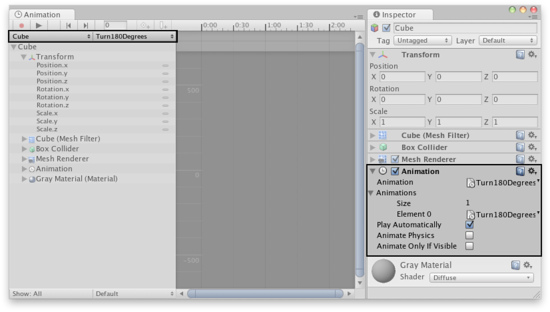 Animation
0
0:00
0:30
1:00
1:30
2:00
Cube
Turn180Degrees
Cube
Transform
Position.x
Position.y
Position.z
Rotation.x
Rotation.y
Rotation.z
Scale.x
Scale.y
Scale.z
Cube (Mesh Filter)
Box Collider
Mesh Renderer
Animation
Gray Material (Material)
500
0
-500
Show: All
Default
Inspector
Cube
Tag Untagged Layer Default
Transform
Position
X 0 Y 0 Z 0
Rotation
X 0 Y 0 Z 0
Scale
X 1 Y 1 Z 1
Cube (Mesh Filter)
Box Collider
Mesh Renderer
Animation
Animation Turn180Degrees
Animations
Size 1
Element 0 Turn180Degrees
Play Automatically
Animate Physics
Animate Only If Visible
Gray Material
Shader Diffuse